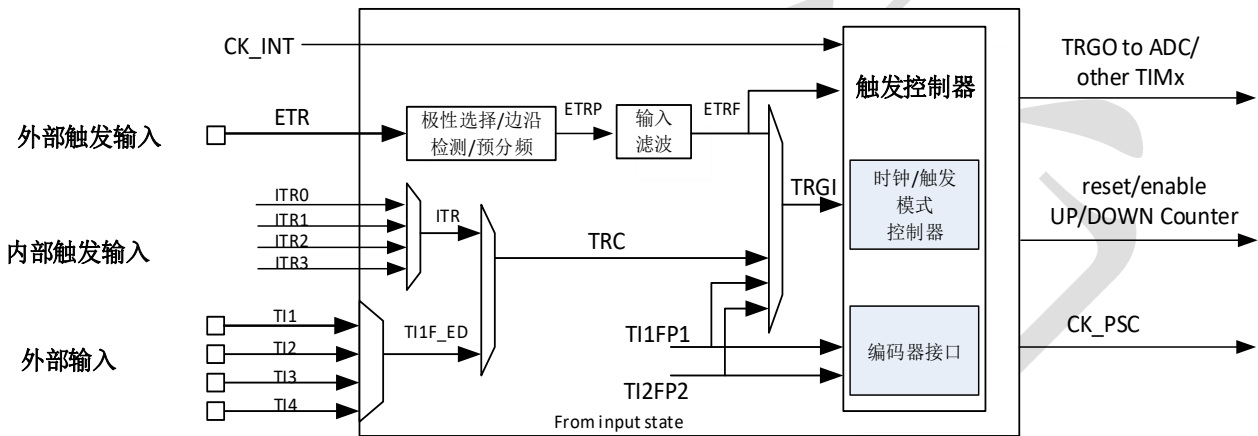 CK_INT
TRGO to ADC/
other TIMx
触发控制器
外部触发输入
ETR
极性选择/边沿
检测/预分频
ETRP
输入
滤波
ETRF
TRGI
时钟/触发
模式
控制器
reset/enable
UP/DOWN Counter
内部触发输入
ITR0
ITR1
ITR2
ITR3
ITR
TRC
外部输入
TI1
TI2
TI3
TI4
TI1F_ED
TI1FP1
TI2FP2
编码器接口
CK_PSC
From input state